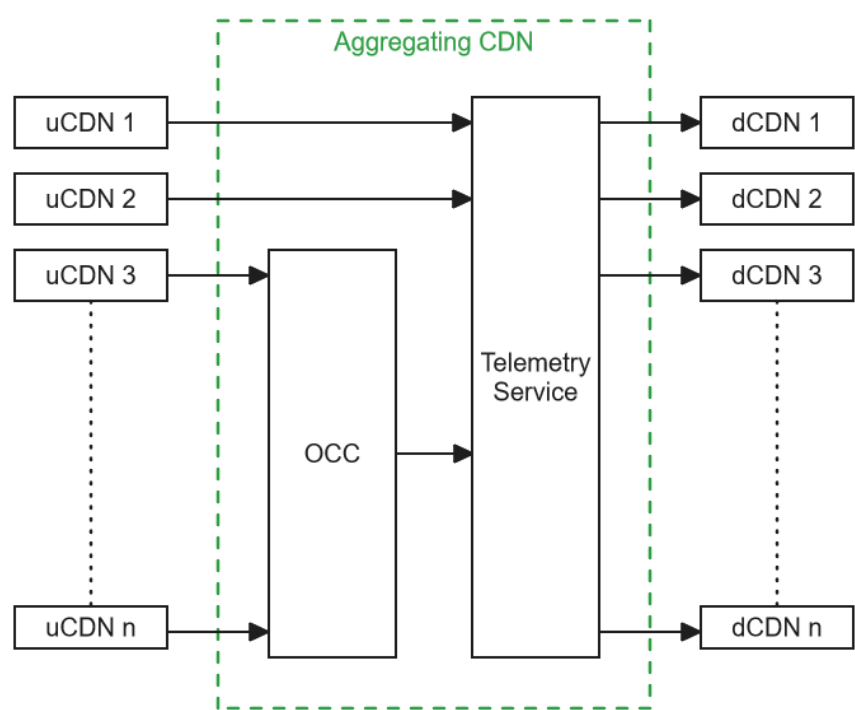 Aggregating CDN
uCDN 1
dCDN 1
uCDN 2
dCDN 2
uCDN 3
dCDN 3
Telemetry
Service
OCC
uCDN n
dCDN n